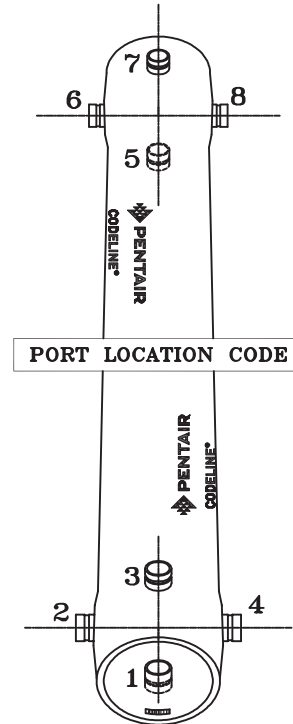 7
6 8
5
CODELINE®
PENTAIR
PORT LOCATION CODE
PENTAIR
CODELINE®
3
2 4
1